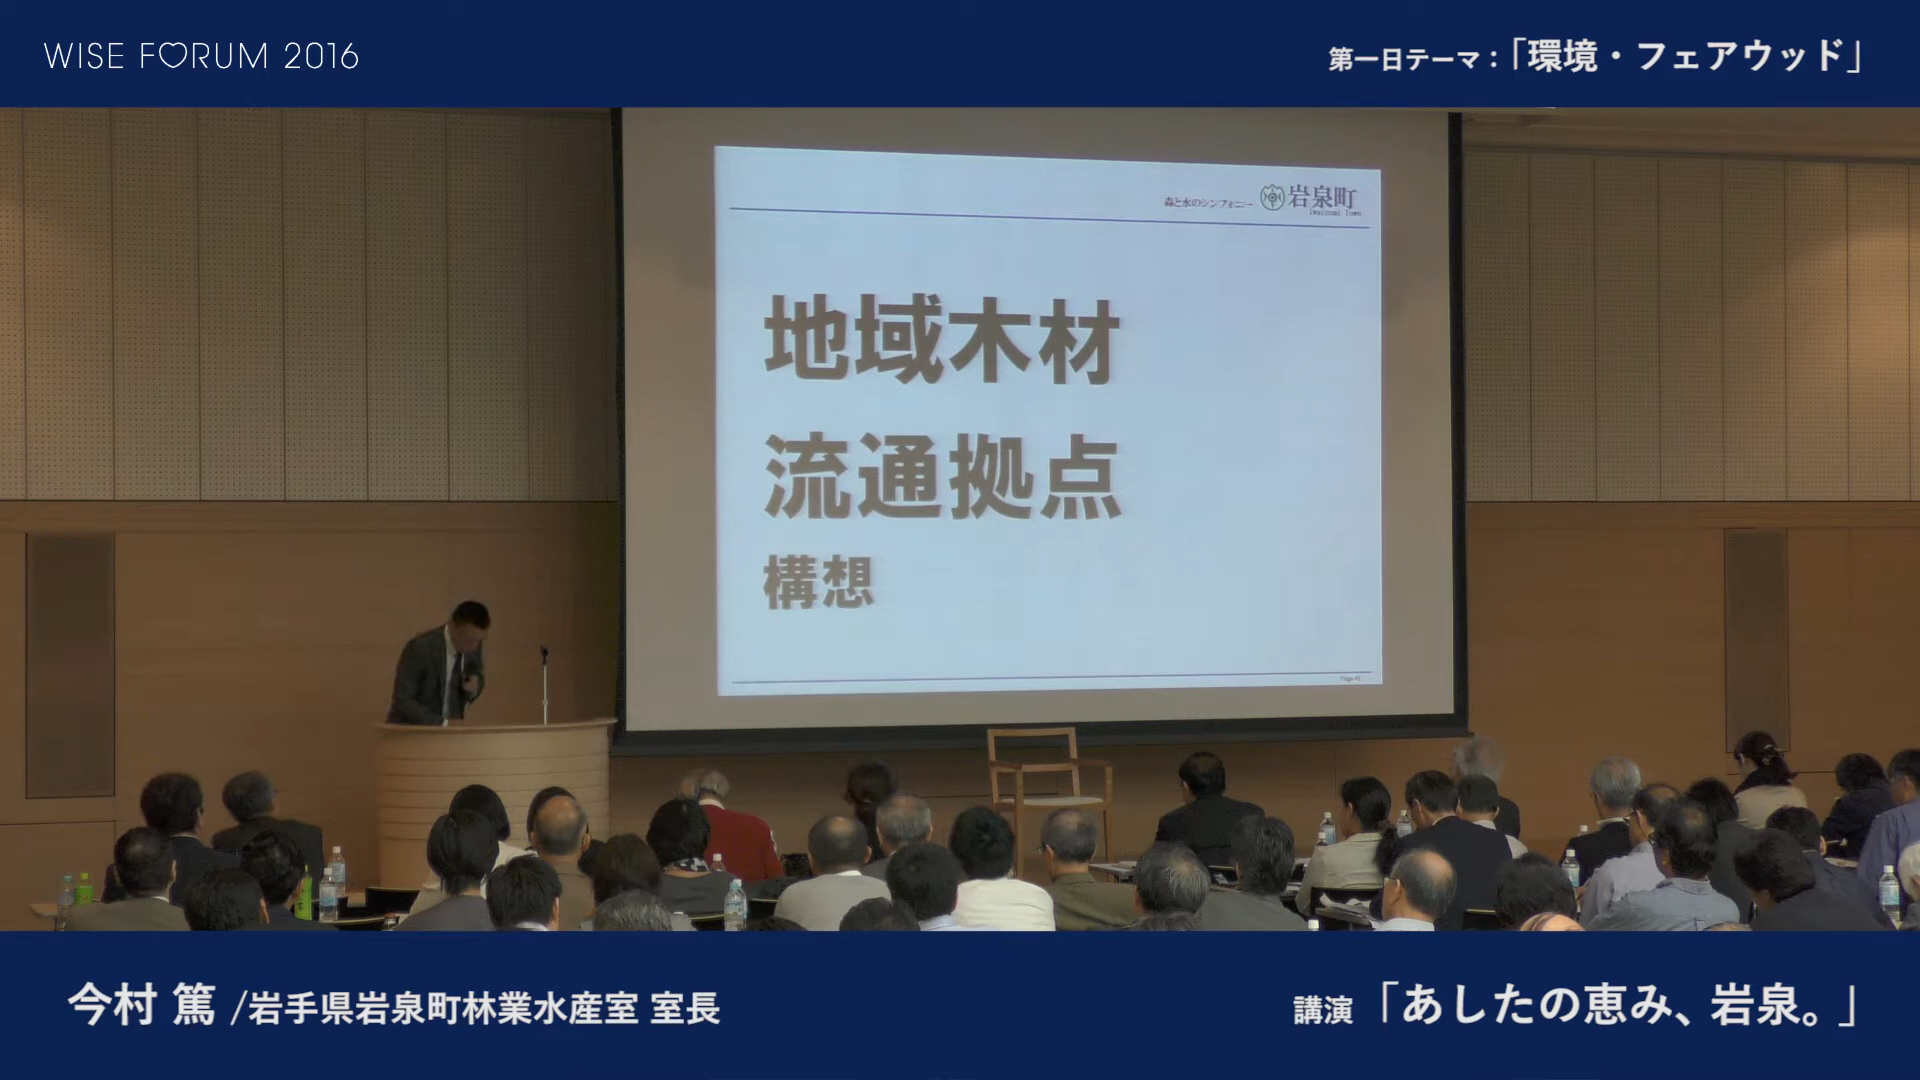 WISE FORUM 2016
第一日テーマ：「環境・フェアウッド」
森と水のシンフォニー 岩泉町
Iwaizumi Town
地域木材
流通拠点
構想
今村 篤 /岩手県岩泉町林業水産室 室長
講演 「あしたの恵み、岩泉。」